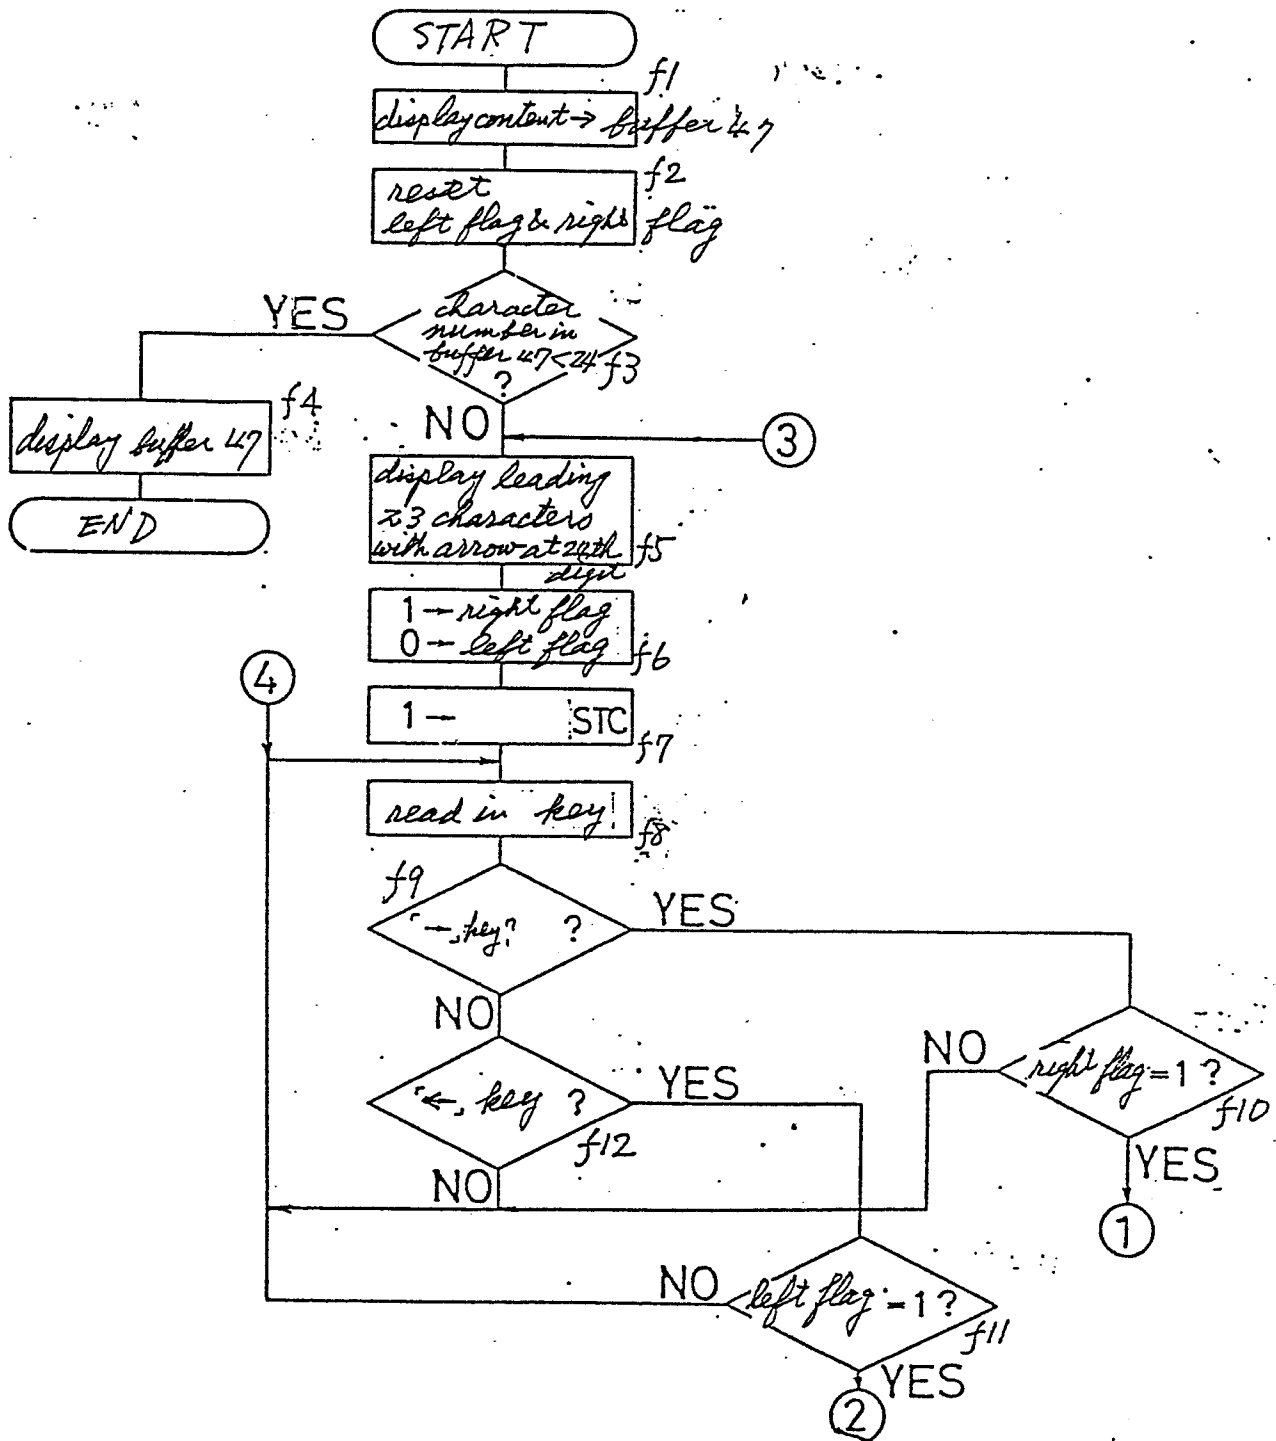 START
f1
display content → buffer 47
f2
reset
left flag & right flag
YES
character
number in
buffer 47<24
?
f3
f4
display buffer 47
END
NO
3
display leading
23 characters
with arrow at 24th
digit
f5
1 → right flag
0 → left flag
f6
4
1 → STC
f7
read in key
f8
f9
"→, key? ?
YES
NO
NO
right flag=1 ?
f10
YES
1
"←, key ?
YES
f12
NO
NO
left flag=1 ?
f11
YES
2